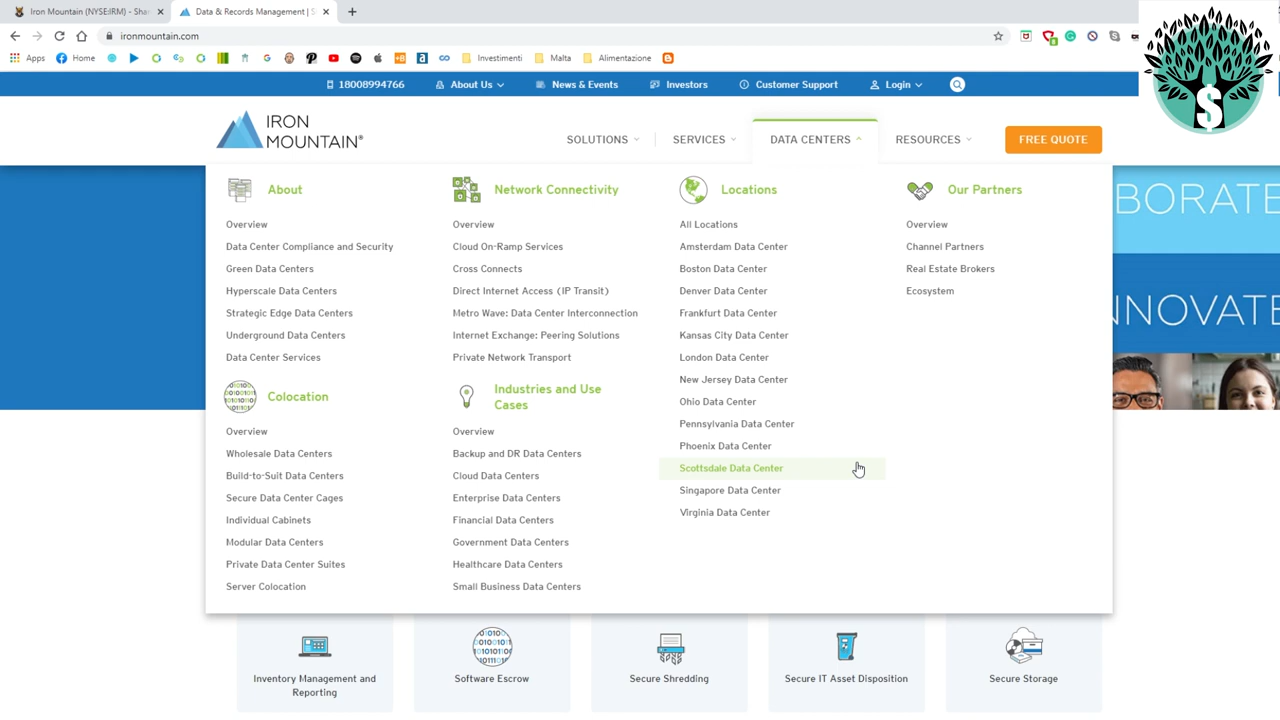 Iron Mountain (NYSE:IRM) - Shar
Data & Records Management | S
ironmountain.com
Apps
Home
Investimenti
Malta
Alimentazione
18008994766
About Us
News & Events
Investors
Customer Support
Login
$
IRON
MOUNTAIN®
SOLUTIONS
SERVICES
DATA CENTERS
RESOURCES
FREE QUOTE
About
Overview
Data Center Compliance and Security
Green Data Centers
Hyperscale Data Centers
Strategic Edge Data Centers
Underground Data Centers
Data Center Services
Colocation
Overview
Wholesale Data Centers
Build-to-Suit Data Centers
Secure Data Center Cages
Individual Cabinets
Modular Data Centers
Private Data Center Suites
Server Colocation
Network Connectivity
Overview
Cloud On-Ramp Services
Cross Connects
Direct Internet Access (IP Transit)
Metro Wave: Data Center Interconnection
Internet Exchange: Peering Solutions
Private Network Transport
Industries and Use
Cases
Overview
Backup and DR Data Centers
Cloud Data Centers
Enterprise Data Centers
Financial Data Centers
Government Data Centers
Healthcare Data Centers
Small Business Data Centers
Locations
All Locations
Amsterdam Data Center
Boston Data Center
Denver Data Center
Frankfurt Data Center
Kansas City Data Center
London Data Center
New Jersey Data Center
Ohio Data Center
Pennsylvania Data Center
Phoenix Data Center
Scottsdale Data Center
Singapore Data Center
Virginia Data Center
Our Partners
Overview
Channel Partners
Real Estate Brokers
Ecosystem
BORATE
NNOVATE
Inventory Management and
Reporting
Software Escrow
Secure Shredding
Secure IT Asset Disposition
Secure Storage